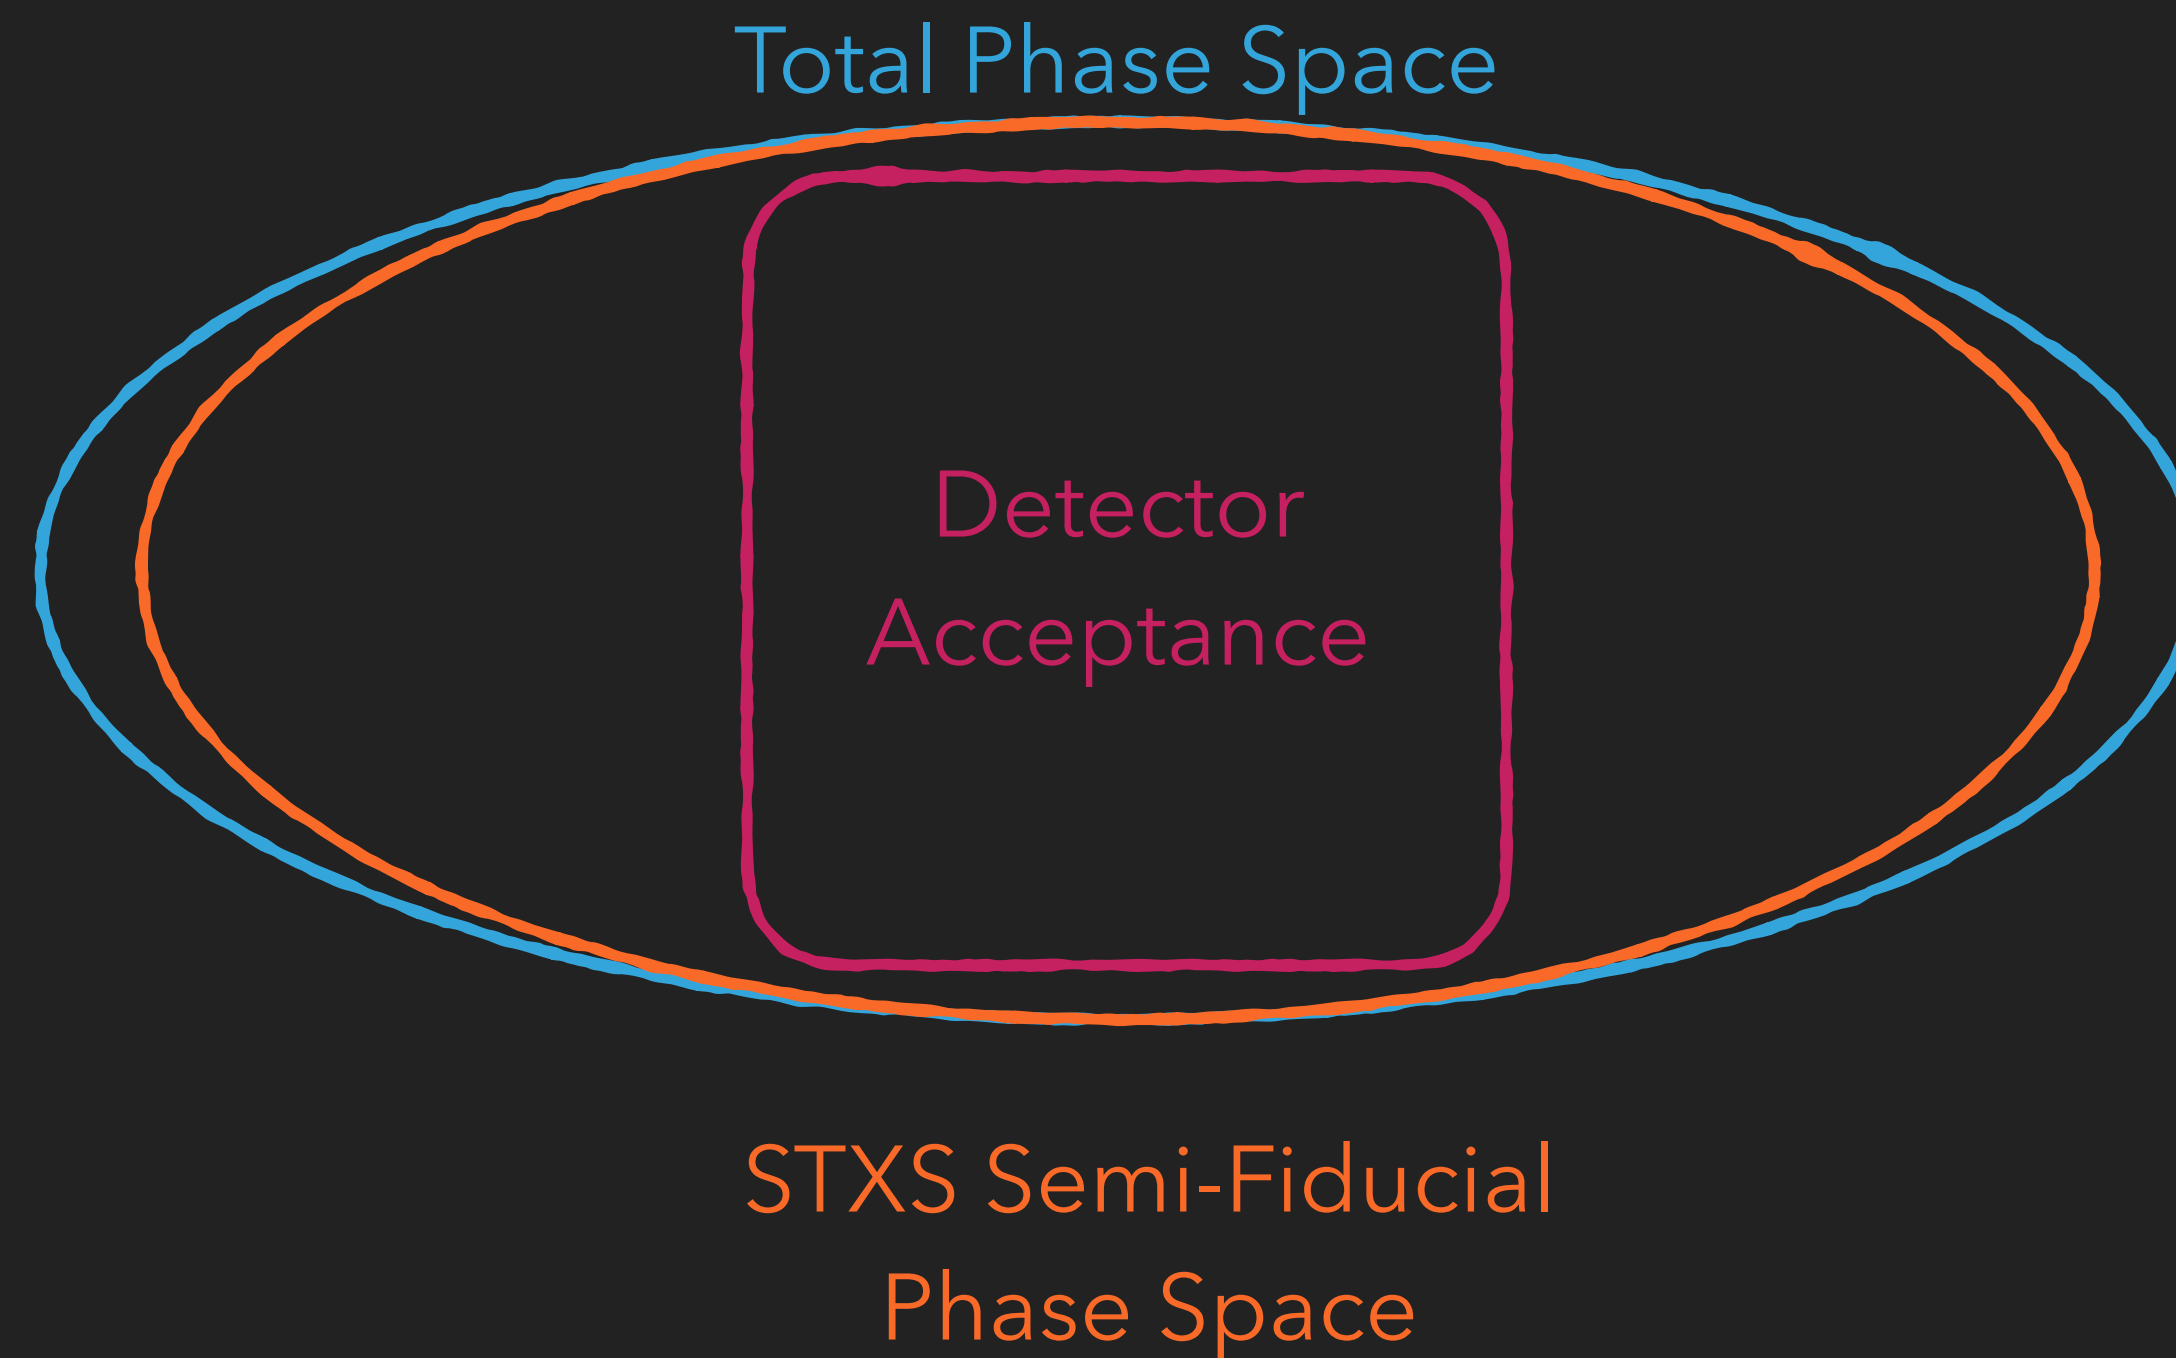 Total Phase Space
Detector
Acceptance
STXS Semi-Fiducial
Phase Space